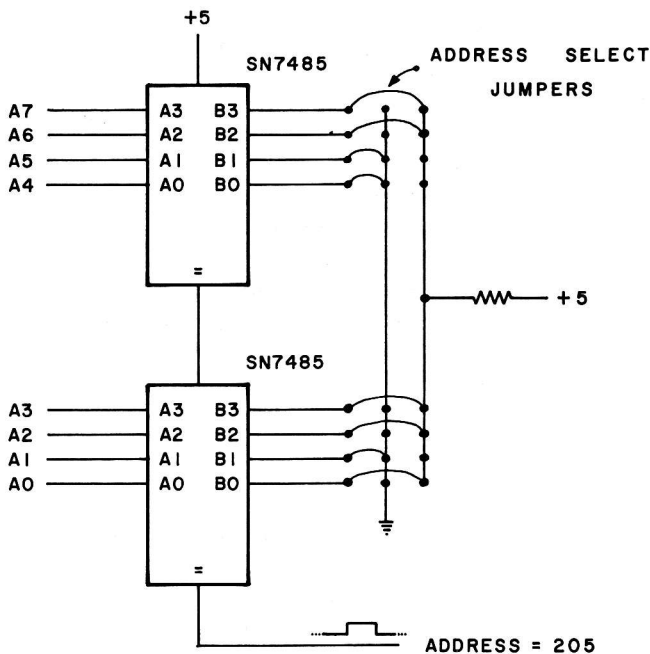 +5
SN7485
ADDRESS SELECT
JUMPERS
A7 A3 B3
A6 A2 B2
A5 A1 B1
A4 A0 B0
=
+5
SN7485
A3 A3 B3
A2 A2 B2
A1 A1 B1
A0 A0 B0
=
ADDRESS = 205